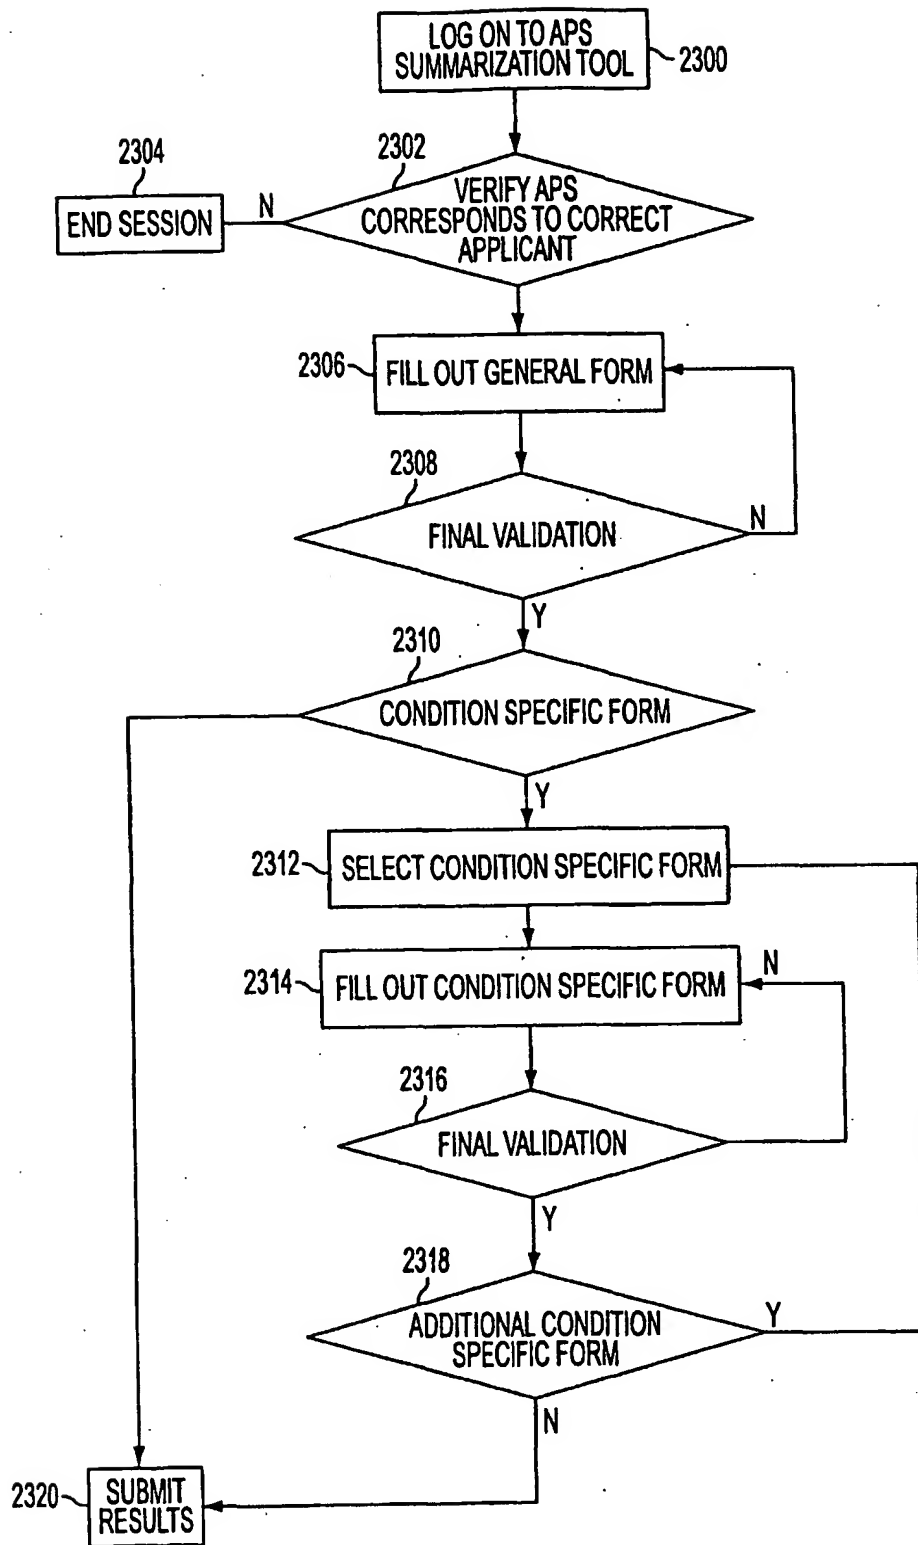 LOG ON TO APS
SUMMARIZATION TOOL
2300
2302
2304
VERIFY APS
CORRESPONDS TO CORRECT
APPLICANT
N
END SESSION
2306
FILL OUT GENERAL FORM
2308
FINAL VALIDATION
N
Y
2310
CONDITION SPECIFIC FORM
Y
2312
SELECT CONDITION SPECIFIC FORM
2314
FILL OUT CONDITION SPECIFIC FORM
N
2316
FINAL VALIDATION
Y
2318
ADDITIONAL CONDITION
SPECIFIC FORM
Y
N
2320
SUBMIT
RESULTS